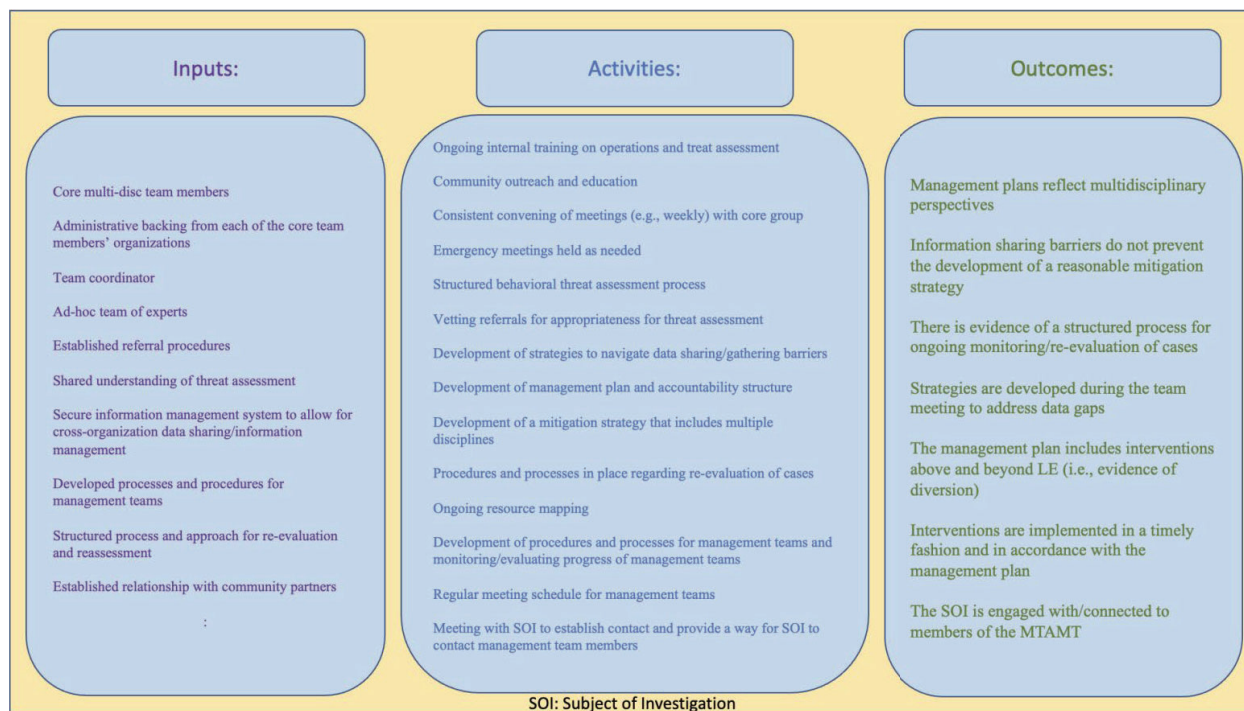 Inputs:
Core multi-disc team members
Administrative backing from each of the core team
members' organizations
Team coordinator
Ad-hoc team of experts
Established referral procedures
Shared understanding of threat assessment
Secure information management system to allow for
cross-organization data sharing/information
management
Developed processes and procedures for
management teams
Structured process and approach for re-evaluation
and reassessment
Established relationship with community partners
:
Activities:
Ongoing internal training on operations and treat assessment
Community outreach and education
Consistent convening of meetings (e.g., weekly) with core group
Emergency meetings held as needed
Structured behavioral threat assessment process
Vetting referrals for appropriateness for threat assessment
Development of strategies to navigate data sharing/gathering barriers
Development of management plan and accountability structure
Development of a mitigation strategy that includes multiple
disciplines
Procedures and processes in place regarding re-evaluation of cases
Ongoing resource mapping
Development of procedures and processes for management teams and
monitoring/evaluating progress of management teams
Regular meeting schedule for management teams
Meeting with SOI to establish contact and provide a way for SOI to
contact management team members
Outcomes:
Management plans reflect multidisciplinary
perspectives
Information sharing barriers do not prevent
the development of a reasonable mitigation
strategy
There is evidence of a structured process for
ongoing monitoring/re-evaluation of cases
Strategies are developed during the team
meeting to address data gaps
The management plan includes interventions
above and beyond LE (i.e., evidence of
diversion)
Interventions are implemented in a timely
fashion and in accordance with the
management plan
The SOI is engaged with/connected to
members of the MTAMT
SOI: Subject of Investigation